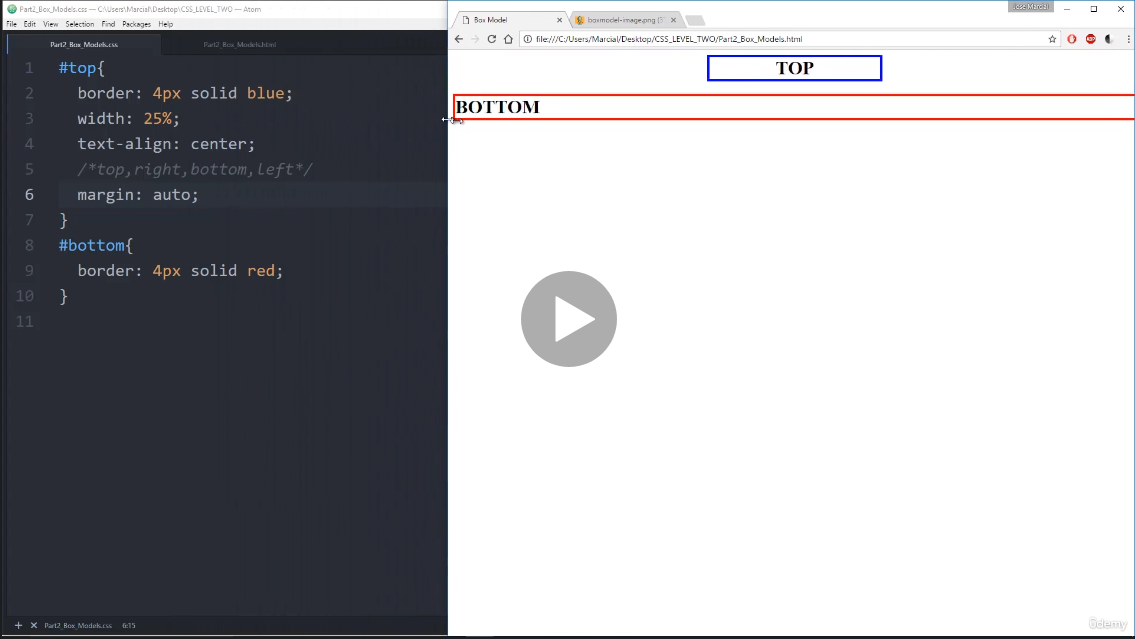 Part2_Box_Models.css — C:\Users\Marcial\Desktop\CSS_LEVEL_TWO — Atom
File Edit View Selection Find Packages Help
Part2_Box_Models.css Part2_Box_Models.html
1 #top{
2 border: 4px solid blue;
3 width: 25%;
4 text-align: center;
5 /*top,right,bottom,left*/
6 margin: auto;
7 }
8 #bottom{
9 border: 4px solid red;
10 }
11
Part2_Box_Models.css 6:15
Jose Marcial
Box Model boxmodel-image.png
file:///C:/Users/Marcial/Desktop/CSS_LEVEL_TWO/Part2_Box_Models.html
ABP
TOP
BOTTOM
ûdemy